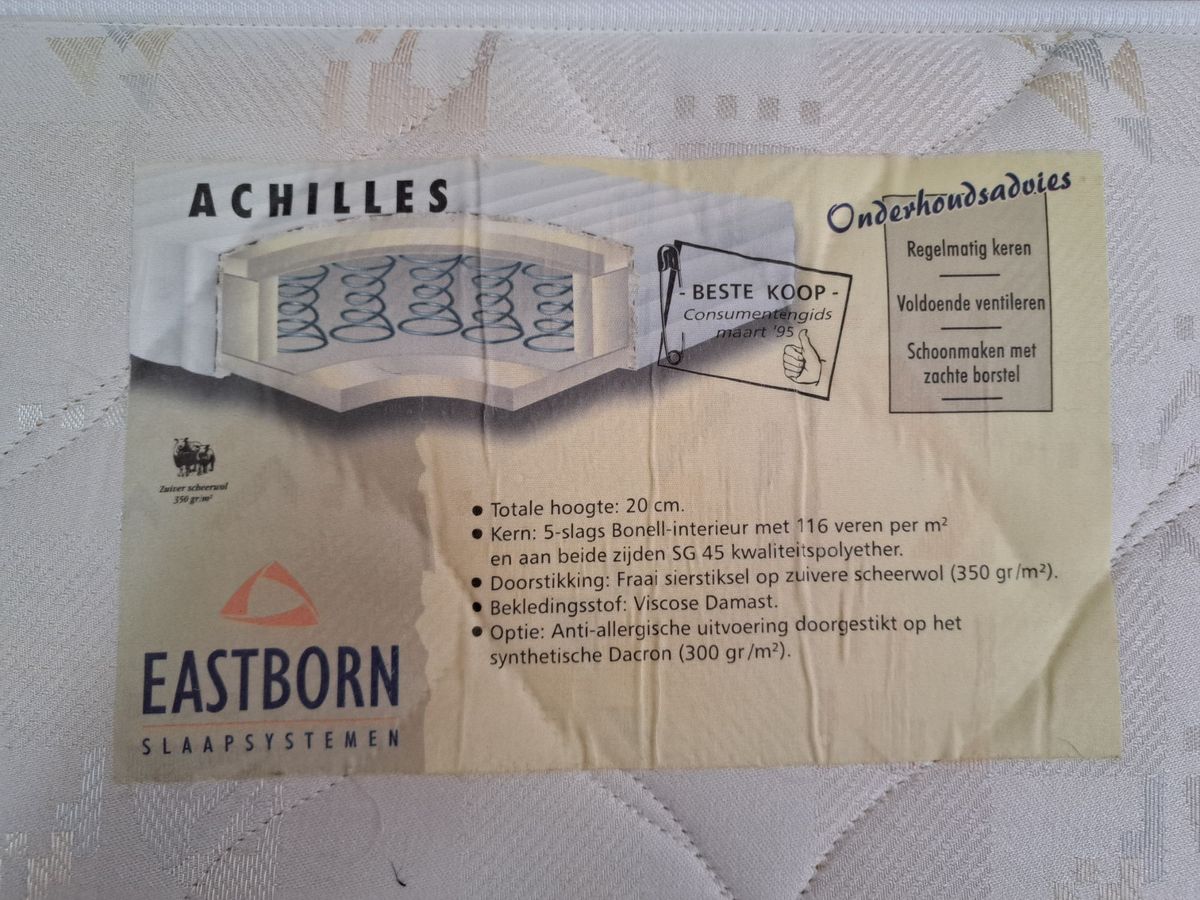 ACHILLES
Onderhoudsadvies
Regelmatig keren
Voldoende ventileren
Schoonmaken met
zachte borstel
- BESTE KOOP -
Consumentengids
maart '95
Zuiver scheerwol
350 gr/m²
• Totale hoogte: 20 cm.
• Kern: 5-slags Bonell-interieur met 116 veren per m²
en aan beide zijden SG 45 kwaliteitspolyether.
• Doorstikking: Fraai sierstiksel op zuivere scheerwol (350 gr/m²).
• Bekledingsstof: Viscose Damast.
• Optie: Anti-allergische uitvoering doorgestikt op het
synthetische Dacron (300 gr/m²).
EASTBORN
SLAAPSYSTEMEN